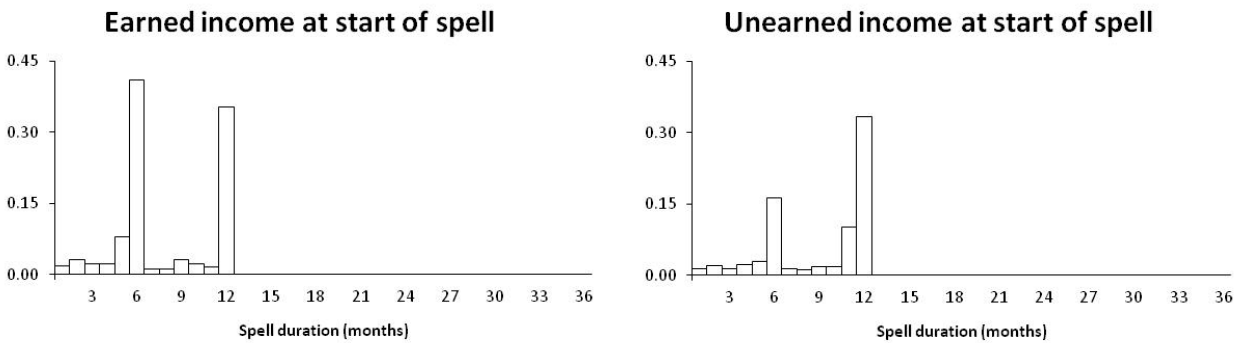 Earned income at start of spell
0.45
0.30
0.15
0.00
3 6 9 12 15 18 21 24 27 30 33 36
Spell duration (months)
Unearned income at start of spell
0.45
0.30
0.15
0.00
3 6 9 12 15 18 21 24 27 30 33 36
Spell duration (months)